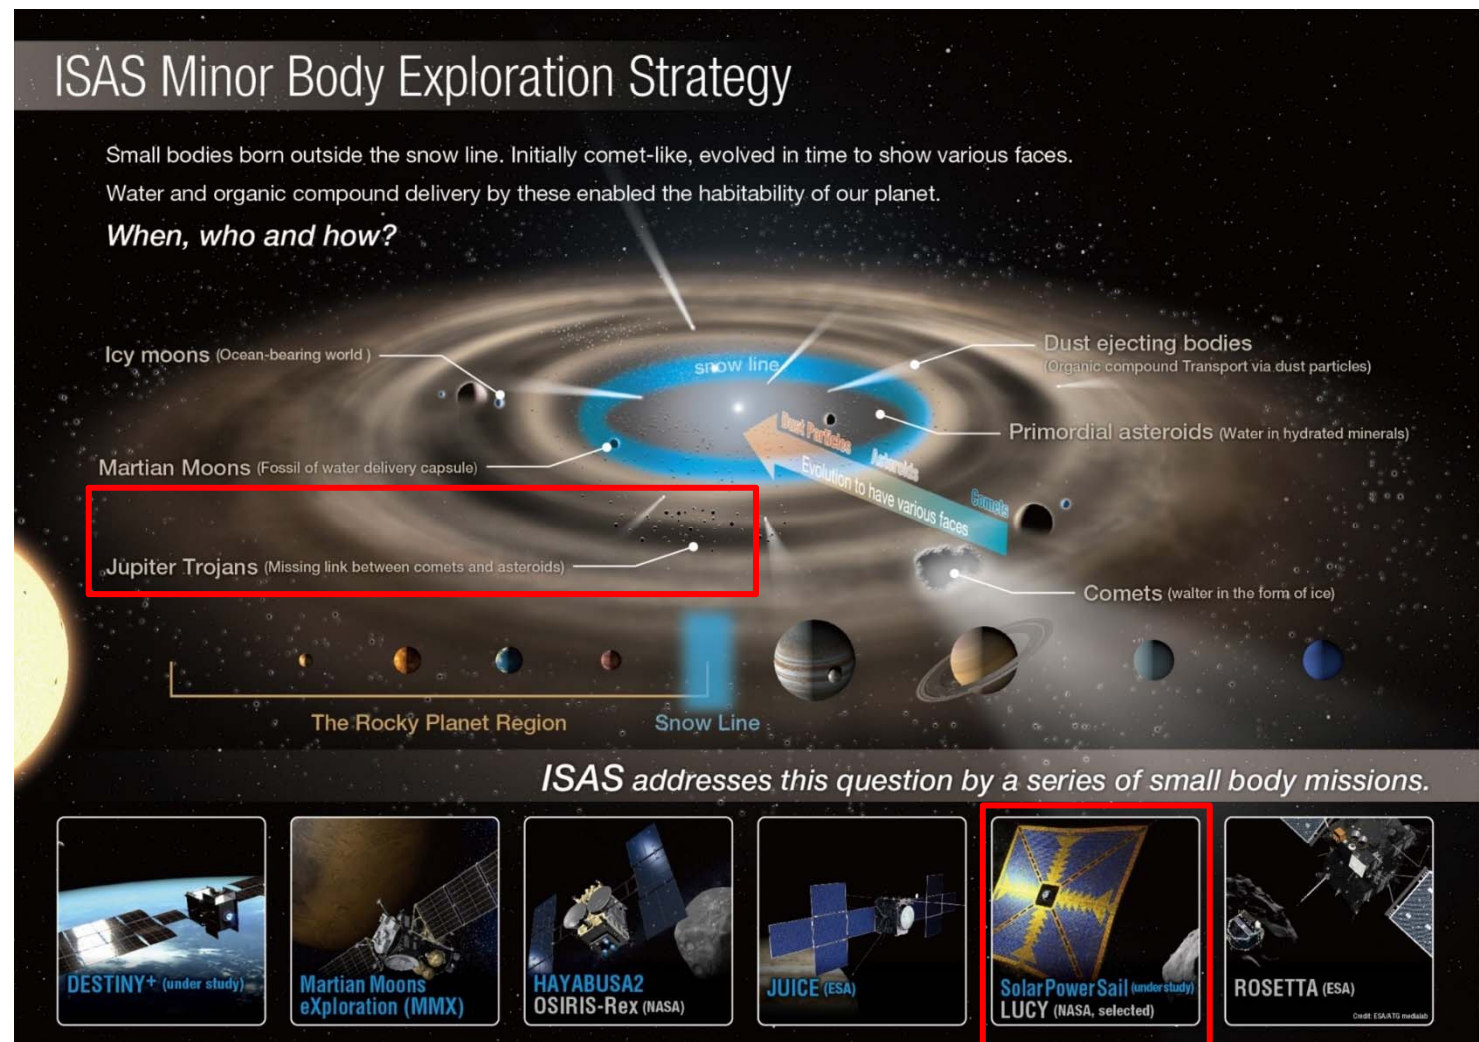 ISAS Minor Body Exploration Strategy
Small bodies born outside the snow line. Initially comet-like, evolved in time to show various faces.
Water and organic compound delivery by these enabled the habitability of our planet.
When, who and how?
Icy moons (Ocean-bearing world )
snow line
Dust ejecting bodies
(Organic compound Transport via dust particles)
Dust Particles
Asteroids
Comets
Evolution to have various faces
Primordial asteroids (Water in hydrated minerals)
Martian Moons (Fossil of water delivery capsule)
Jupiter Trojans (Missing link between comets and asteroids)
Comets (walter in the form of ice)
The Rocky Planet Region
Snow Line
ISAS addresses this question by a series of small body missions.
DESTINY+ (under study)
Martian Moons
eXploration (MMX)
HAYABUSA2
OSIRIS-Rex (NASA)
JUICE (ESA)
Solar Power Sail (under study)
LUCY (NASA, selected)
ROSETTA (ESA)
Credit: ESA/ATG medialab